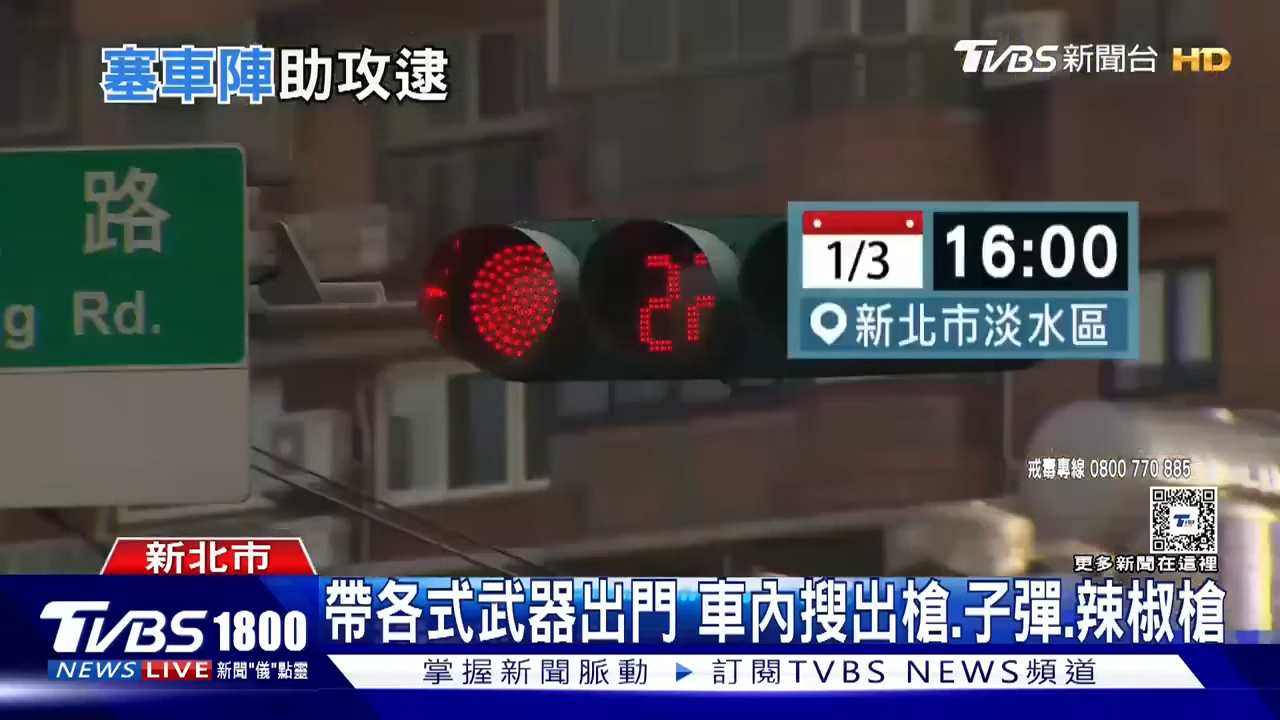 塞車陣助攻逮
TVBS新聞台 HD
路
g Rd.
1/3
16:00
新北市淡水區
戒毒專線 0800 770 885
更多新聞在這裡
新北市
帶各式武器出門 車內搜出槍.子彈.辣椒槍
TVBS 1800
NEWS LIVE 新聞"儀"點靈
掌握新聞脈動 ▶ 訂閱TVBS NEWS頻道